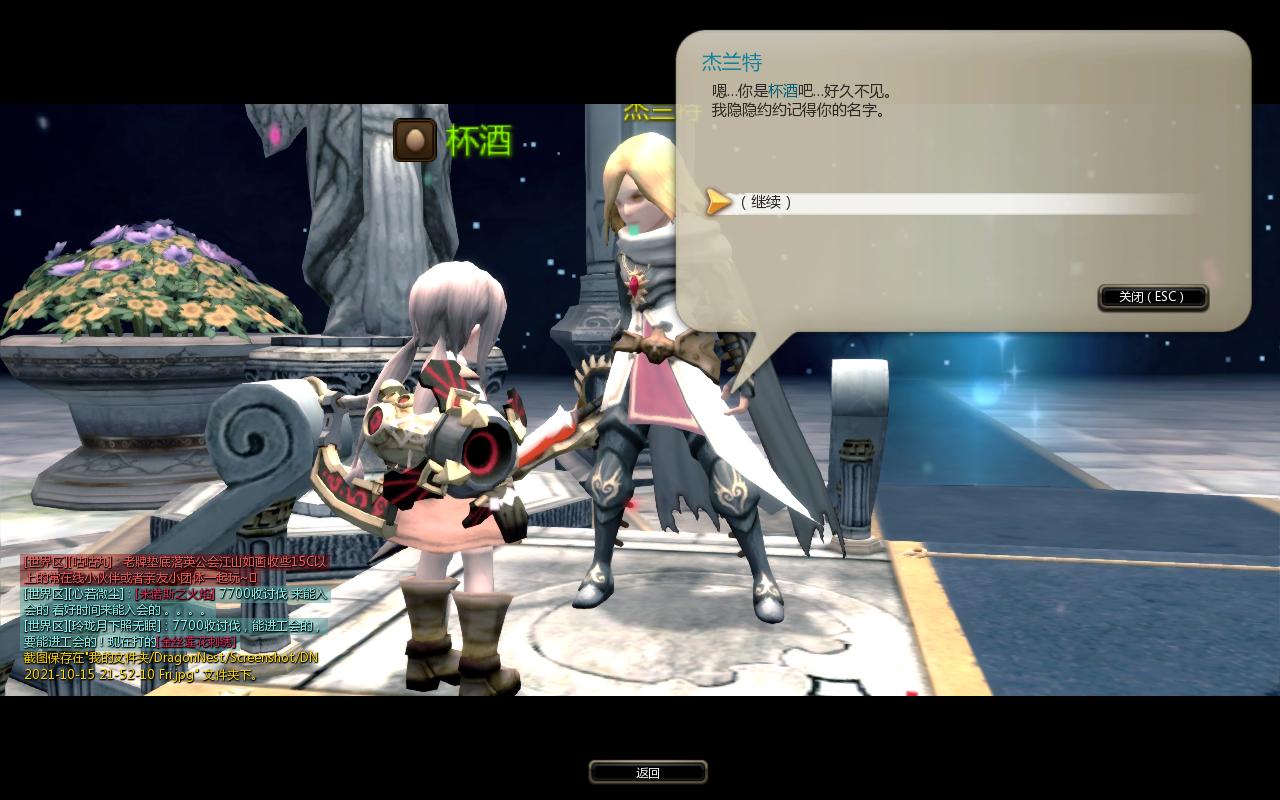 杰兰特
嗯...你是杯酒吧...好久不见。
我隐隐约约记得你的名字。
杰兰特
杯酒
（ 继续 ）
关闭 ( ESC )
[世界区][咕咕丸]：老牌垫底落英公会江山如画收些15C以
上的常在线小伙伴或者亲友小团体一起玩~
[世界区][心若微尘]：[米诺斯之火焰] 7700收讨伐 来能入
会的 看好时间来能入会的 。。。。
[世界区][玲珑月下照无眠]：7700收讨伐，能进工会的，
要能进工会的！现在打的[金丝莲花刺绣]
截图保存在"我的文件夹/DragonNest/Screenshot/DN
2021-10-15 21-52-10 Fri.jpg" 文件夹下。
返回